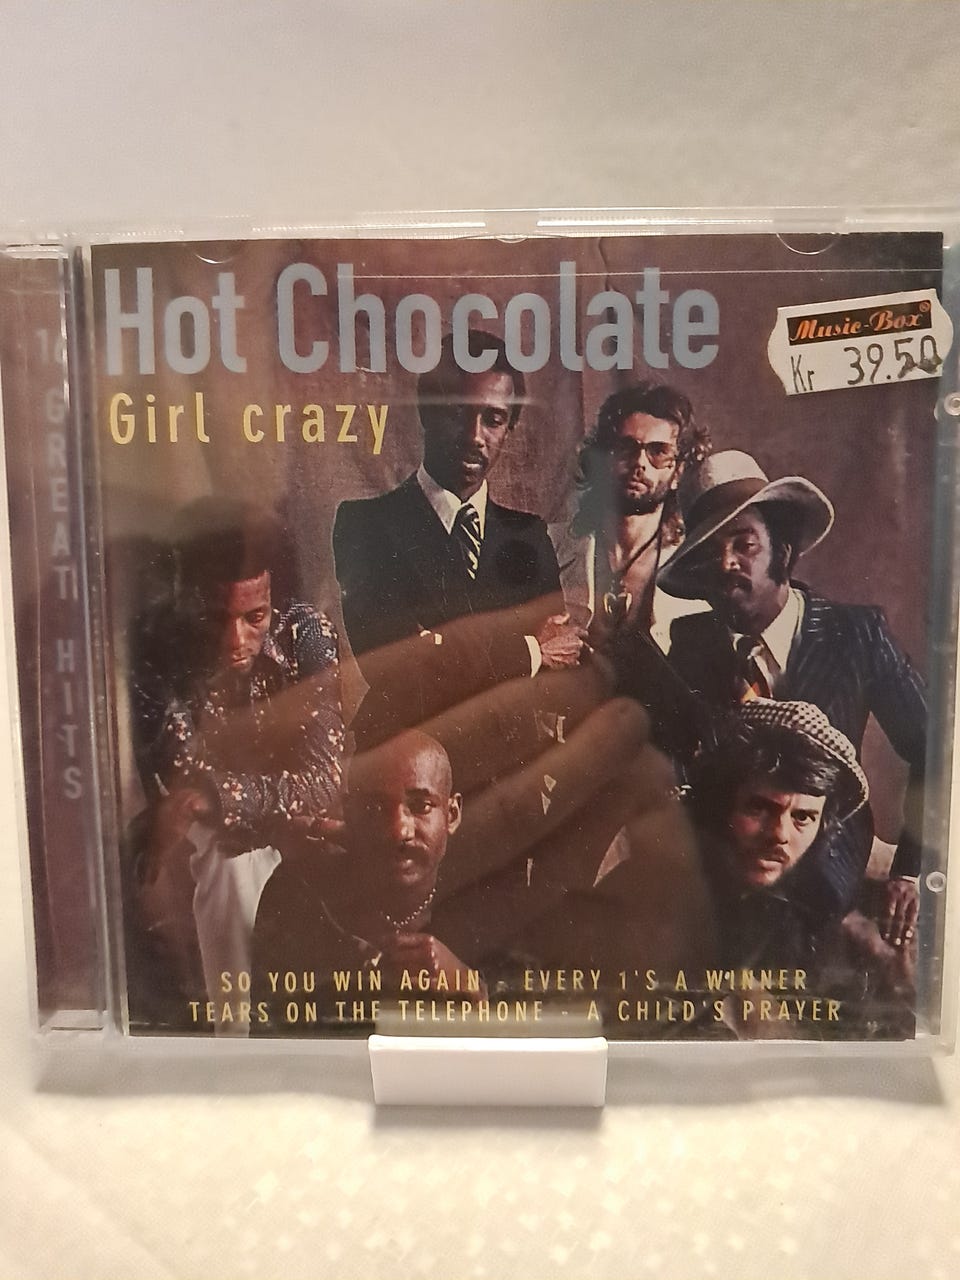 Hot Chocolate
Girl crazy
Music-Box®
Kr 39.50
16 GREAT HITS
SO YOU WIN AGAIN - EVERY 1'S A WINNER
TEARS ON THE TELEPHONE - A CHILD'S PRAYER